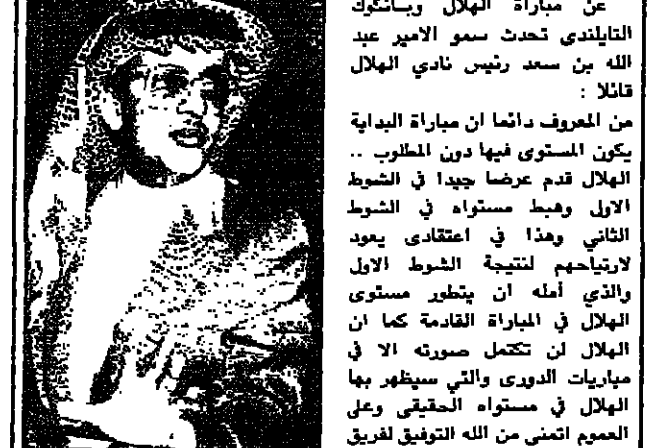 عن مباراة الهلال وبانكوك
التايلندى تحدث سمو الامير عبد
الله بن سعد رئيس نادي الهلال
قائلا :
من المعروف دائما ان مباراة البداية
يكون المستوى فيها دون المطلوب ..
الهلال قدم عرضا جيدا في الشوط
الاول وهبط مستواه في الشوط
الثاني وهذا في اعتقادى يعود
لارتياحهم لنتيجة الشوط الاول
والذي أمله ان يتطور مستوى
الهلال في المباراة القادمة كما ان
الهلال لن تكتمل صورته الا في
مباريات الدورى والتي سيظهر بها
الهلال في مستواه الحقيقى وعلى
العموم اتمنى من الله التوفيق لفريق